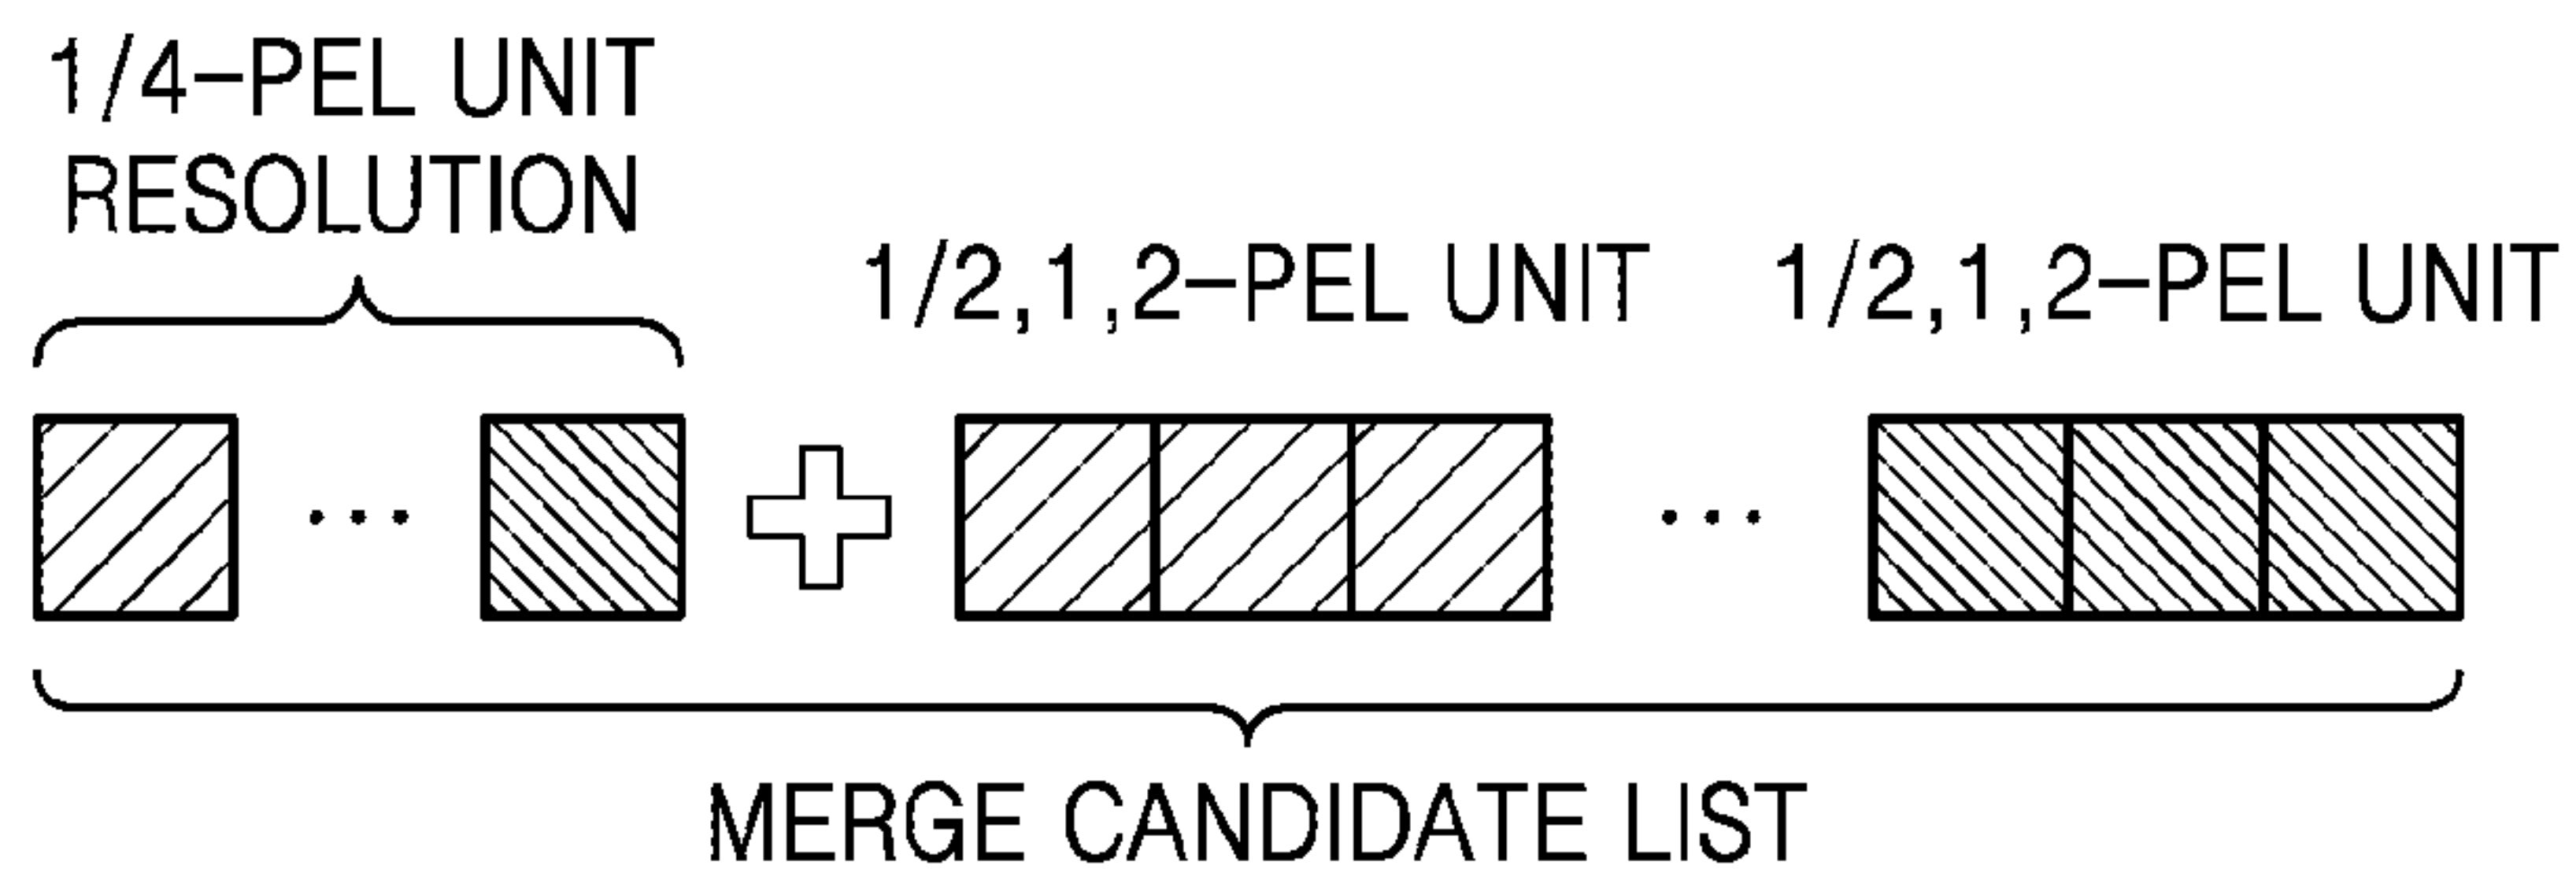 1/4-PEL UNIT
RESOLUTION
1/2,1,2-PEL UNIT
1/2,1,2-PEL UNIT
MERGE CANDIDATE LIST